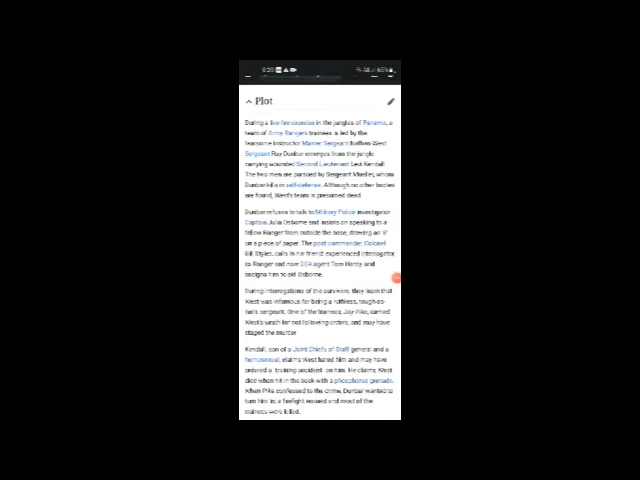 65%
Plot
During a live-fire exercise in the jungles of Panama, a
team of Army Rangers trainees is led by the
fearsome instructor Master Sergeant Nathan West.
Sergeant Ray Dunbar emerges from the jungle
carrying wounded Second Lieutenant Levi Kendall.
The two men are pursued by Sergeant Mueller, whom
Dunbar kills in self-defense. Although no other bodies
are found, West's team is presumed dead.
Dunbar refuses to talk to Military Police investigator
Captain Julia Osborne and insists on speaking to a
fellow Ranger from outside the base, drawing an '8'
on a piece of paper. The post commander, Colonel
Bill Styles, calls in his friend: experienced interrogator,
ex-Ranger and now DEA agent Tom Hardy, and
assigns him to aid Osborne.
During interrogations of the survivors, they learn that
West was infamous for being a ruthless, tough-as-
nails sergeant. One of the trainees, Jay Pike, earned
West's wrath for not following orders, and may have
staged the murder.
Kendall, son of a Joint Chiefs of Staff general and a
homosexual, claims West hated him and may have
ordered a 'training accident' on him. He claims West
died when hit in the back with a phosphorus grenade.
When Pike confessed to the crime, Dunbar wanted to
turn him in, a firefight ensued and most of the
trainees were killed.